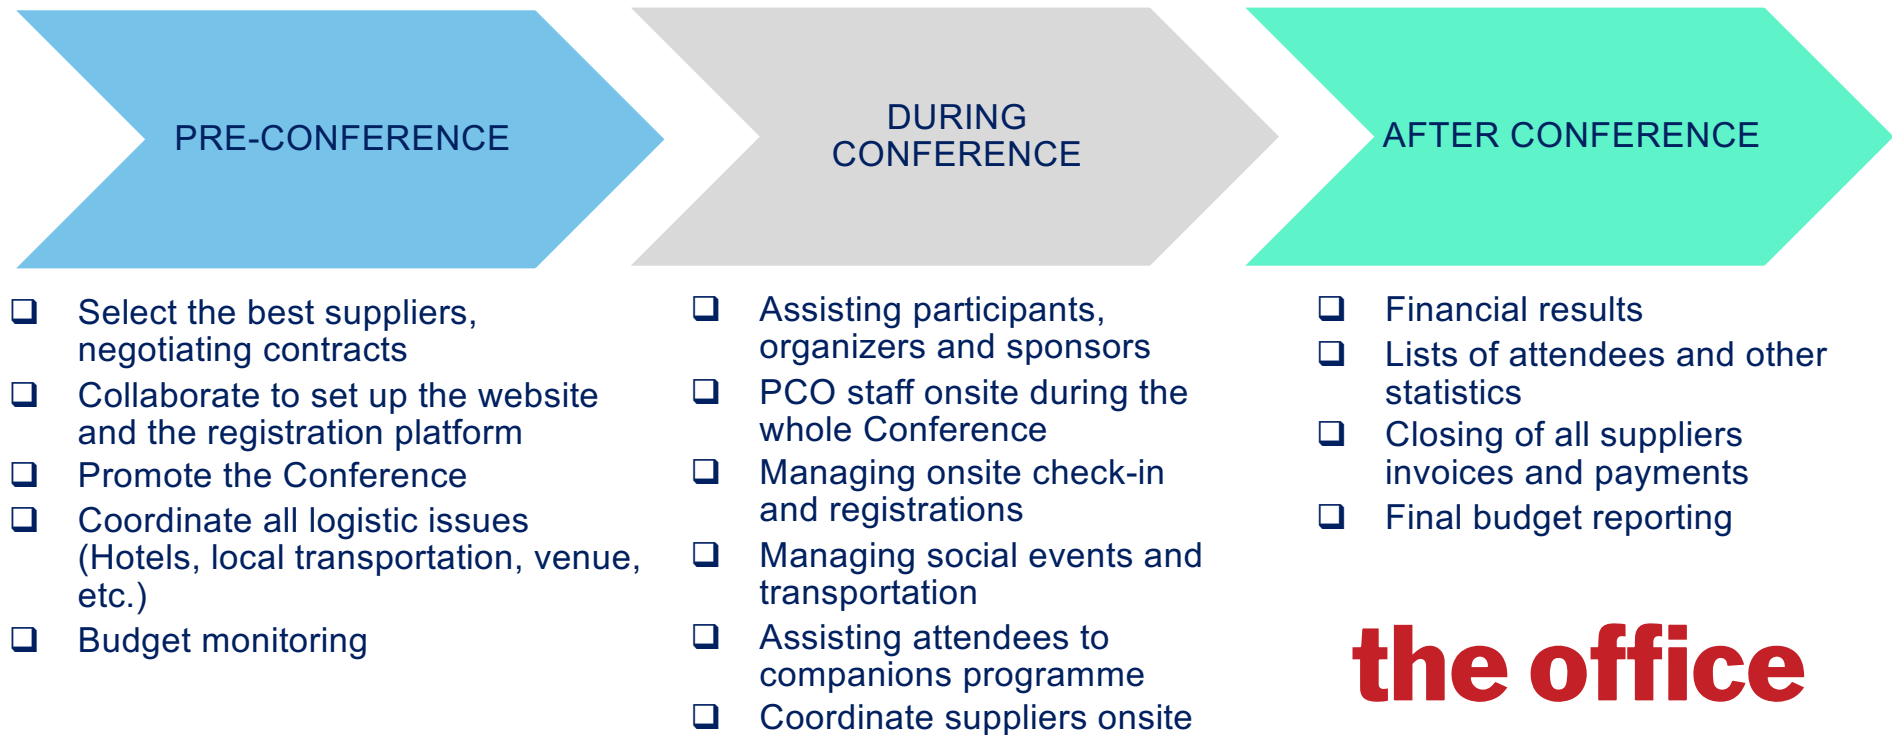 PRE-CONFERENCE
Select the best suppliers,
negotiating contracts
Collaborate to set up the website
and the registration platform
Promote the Conference
Coordinate all logistic issues
(Hotels, local transportation, venue,
etc.)
Budget monitoring
DURING
CONFERENCE
Assisting participants,
organizers and sponsors
PCO staff onsite during the
whole Conference
Managing onsite check-in
and registrations
Managing social events and
transportation
Assisting attendees to
companions programme
Coordinate suppliers onsite
AFTER CONFERENCE
Financial results
Lists of attendees and other
statistics
Closing of all suppliers
invoices and payments
Final budget reporting
the office